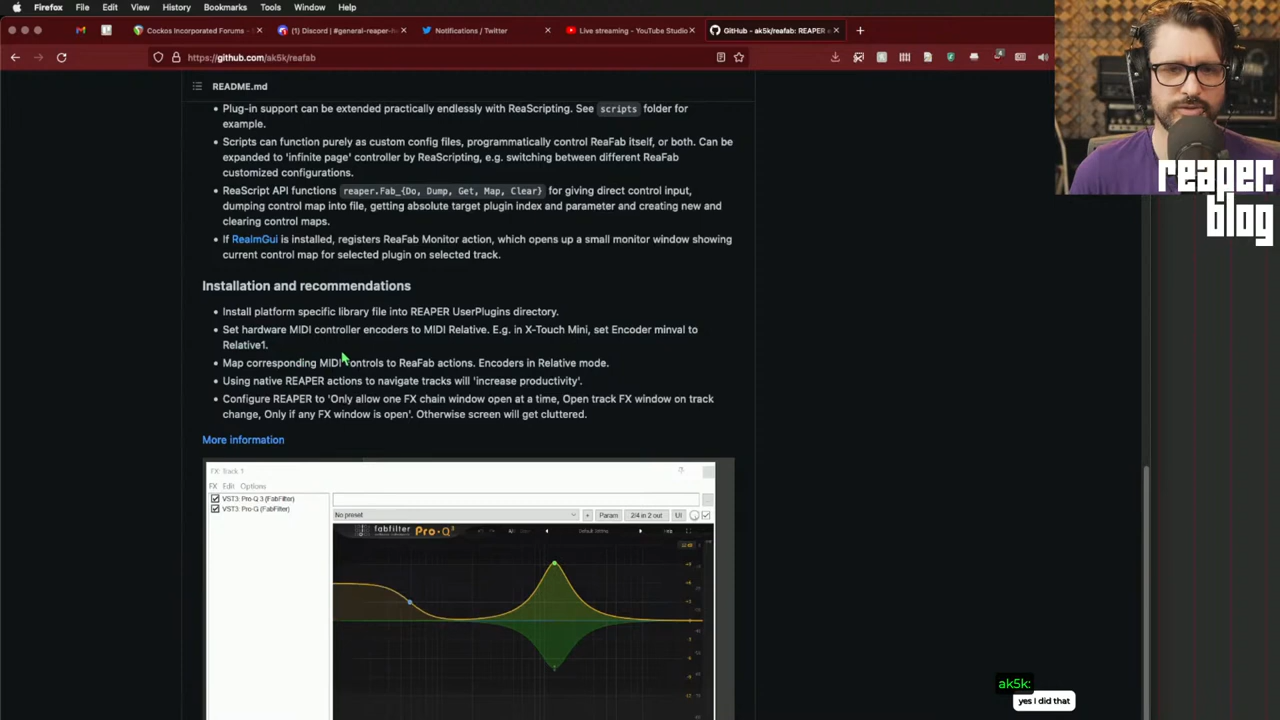 Firefox File Edit View History Bookmarks Tools Window Help
Cockos Incorporated Forums - S × (1) Discord | #general-reaper-f × Notifications / Twitter × Live streaming - YouTube Studio × GitHub - ak5k/reafab: REAPER × +
https://github.com/ak5k/reafab
README.md
• Plug-in support can be extended practically endlessly with ReaScripting. See scripts folder for
example.
• Scripts can function purely as custom config files, programmatically control ReaFab itself, or both. Can be
expanded to 'infinite page' controller by ReaScripting, e.g. switching between different ReaFab
customized configurations.
• ReaScript API functions reaper.Fab_{Do, Dump, Get, Map, Clear} for giving direct control input,
dumping control map into file, getting absolute target plugin index and parameter and creating new and
clearing control maps.
• If ReaImGui is installed, registers ReaFab Monitor action, which opens up a small monitor window showing
current control map for selected plugin on selected track.
Installation and recommendations
• Install platform specific library file into REAPER UserPlugins directory.
• Set hardware MIDI controller encoders to MIDI Relative. E.g. in X-Touch Mini, set Encoder minval to
Relative1.
• Map corresponding MIDI controls to ReaFab actions. Encoders in Relative mode.
• Using native REAPER actions to navigate tracks will 'increase productivity'.
• Configure REAPER to 'Only allow one FX chain window open at a time, Open track FX window on track
change, Only if any FX window is open'. Otherwise screen will get cluttered.
More information
FX: Track 1
FX Edit Options
VST3: Pro-Q 3 (FabFilter)
VST3: Pro-Q (FabFilter)
No preset + Param 2/4 in 2 out UI
fabfilter Pro·Q3
reaper.
blog
ak5k:
yes i did that